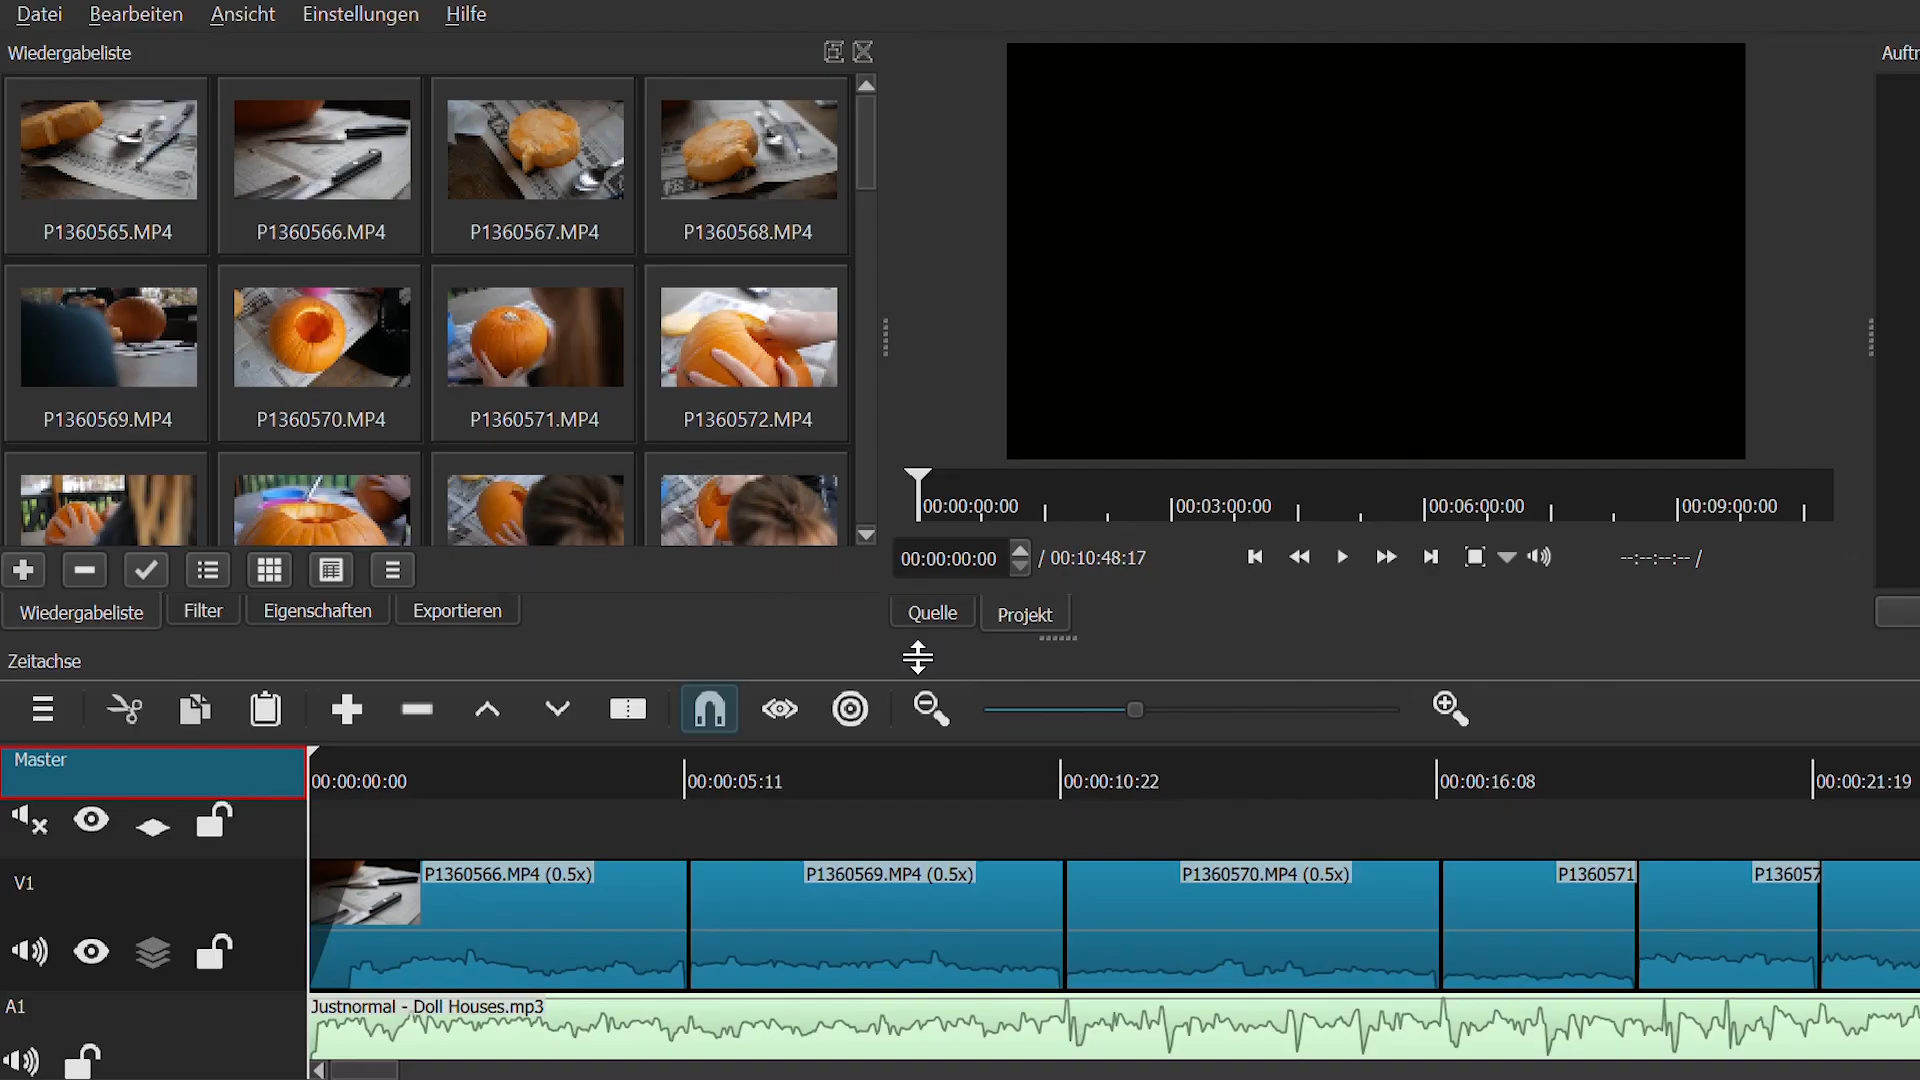 Datei Bearbeiten Ansicht Einstellungen Hilfe
Wiedergabeliste
P1360565.MP4 P1360566.MP4 P1360567.MP4 P1360568.MP4
P1360569.MP4 P1360570.MP4 P1360571.MP4 P1360572.MP4
Wiedergabeliste Filter Eigenschaften Exportieren
00:00:00:00 00:03:00:00 00:06:00:00 00:09:00:00
00:00:00:00 / 00:10:48:17 --:--:--:-- /
Quelle Projekt
Auftr
Zeitachse
Master
00:00:00:00 00:00:05:11 00:00:10:22 00:00:16:08 00:00:21:19
V1
P1360566.MP4 (0.5x) P1360569.MP4 (0.5x) P1360570.MP4 (0.5x) P1360571 P136057
A1
Justnormal - Doll Houses.mp3